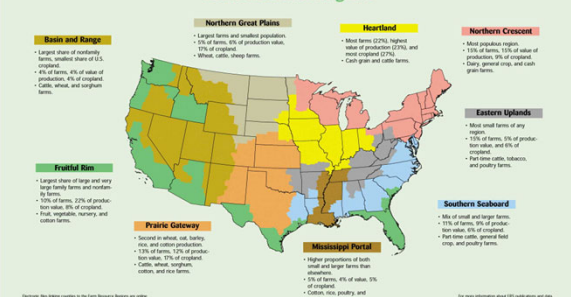 Northern Great Plains
• Largest farms and smallest population.
• 5% of farms, 6% of production value,
17% of cropland.
• Wheat, cattle, sheep farms.
Heartland
• Most farms (22%), highest
value of production (23%), and
most cropland (27%).
• Cash grain and cattle farms.
Northern Crescent
• Most populous region.
• 15% of farms, 15% of value of
production, 9% of cropland.
• Dairy, general crop, and cash
grain farms.
Basin and Range
• Largest share of nonfamily
farms, smallest share of U.S.
cropland.
• 4% of farms, 4% of value of
production, 4% of cropland.
• Cattle, wheat, and sorghum
farms.
Eastern Uplands
• Most small farms of any
region.
• 15% of farms, 5% of produc-
tion value, and 6% of
cropland.
• Part-time cattle, tobacco,
and poultry farms.
Fruitful Rim
• Largest share of large and very
large family farms and nonfam-
ily farms.
• 10% of farms, 22% of produc-
tion value, 8% of cropland.
• Fruit, vegetable, nursery, and
cotton farms.
Southern Seaboard
• Mix of small and larger farms.
• 11% of farms, 9% of produc-
tion value, 6% of cropland.
• Part-time cattle, general field
crop, and poultry farms.
Prairie Gateway
• Second in wheat, oat, barley,
rice, and cotton production.
• 13% of farms, 12% of produc-
tion value, 17% of cropland.
• Cattle, wheat, sorghum,
cotton, and rice farms.
Mississippi Portal
• Higher proportions of both
small and larger farms than
elsewhere.
• 5% of farms, 4% of value, 5%
of cropland.
• Cotton, rice, poultry, and